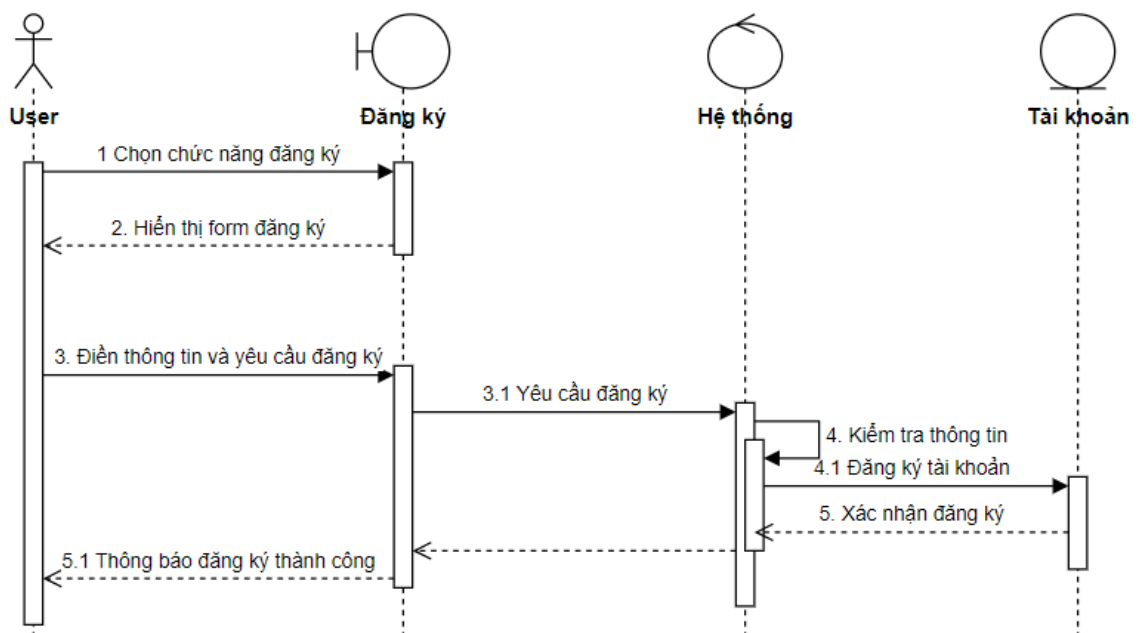 User
Đăng ký
Hệ thống
Tài khoản
1 Chọn chức năng đăng ký
2. Hiển thị form đăng ký
3. Điền thông tin và yêu cầu đăng ký
3.1 Yêu cầu đăng ký
4. Kiểm tra thông tin
4.1 Đăng ký tài khoản
5. Xác nhận đăng ký
5.1 Thông báo đăng ký thành công